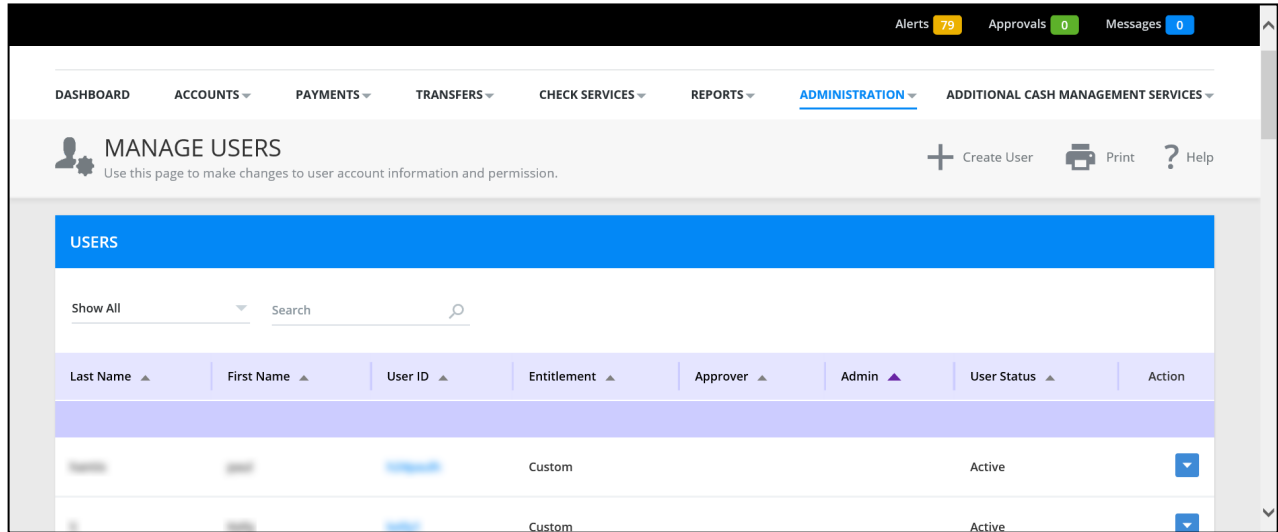 Alerts 79 Approvals 0 Messages 0
DASHBOARD ACCOUNTS PAYMENTS TRANSFERS CHECK SERVICES REPORTS ADMINISTRATION ADDITIONAL CASH MANAGEMENT SERVICES
MANAGE USERS
Use this page to make changes to user account information and permission.
Create User Print ? Help
USERS
Show All Search
Last Name First Name User ID Entitlement Approver Admin User Status Action
Custom Active
Custom Active